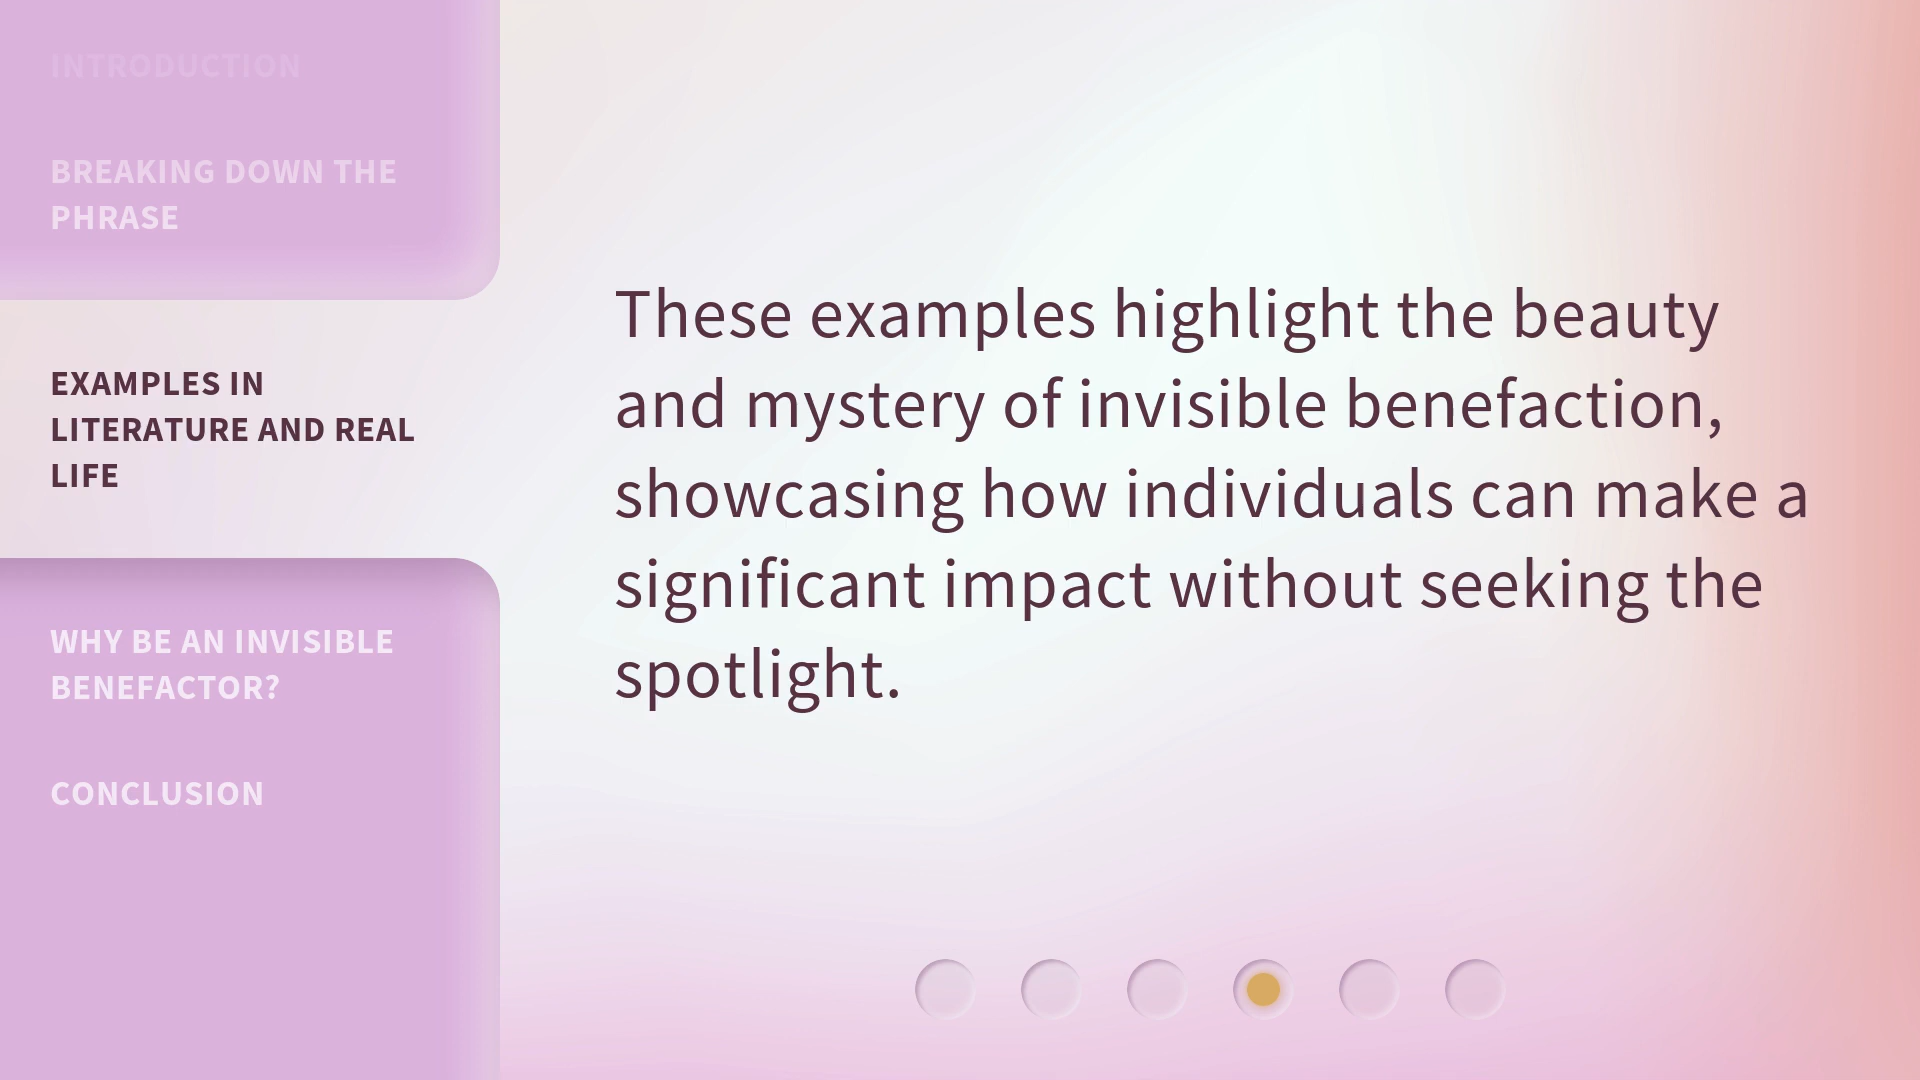 INTRODUCTION
BREAKING DOWN THE
PHRASE
EXAMPLES IN
LITERATURE AND REAL
LIFE
WHY BE AN INVISIBLE
BENEFACTOR?
CONCLUSION
These examples highlight the beauty
and mystery of invisible benefaction,
showcasing how individuals can make a
significant impact without seeking the
spotlight.